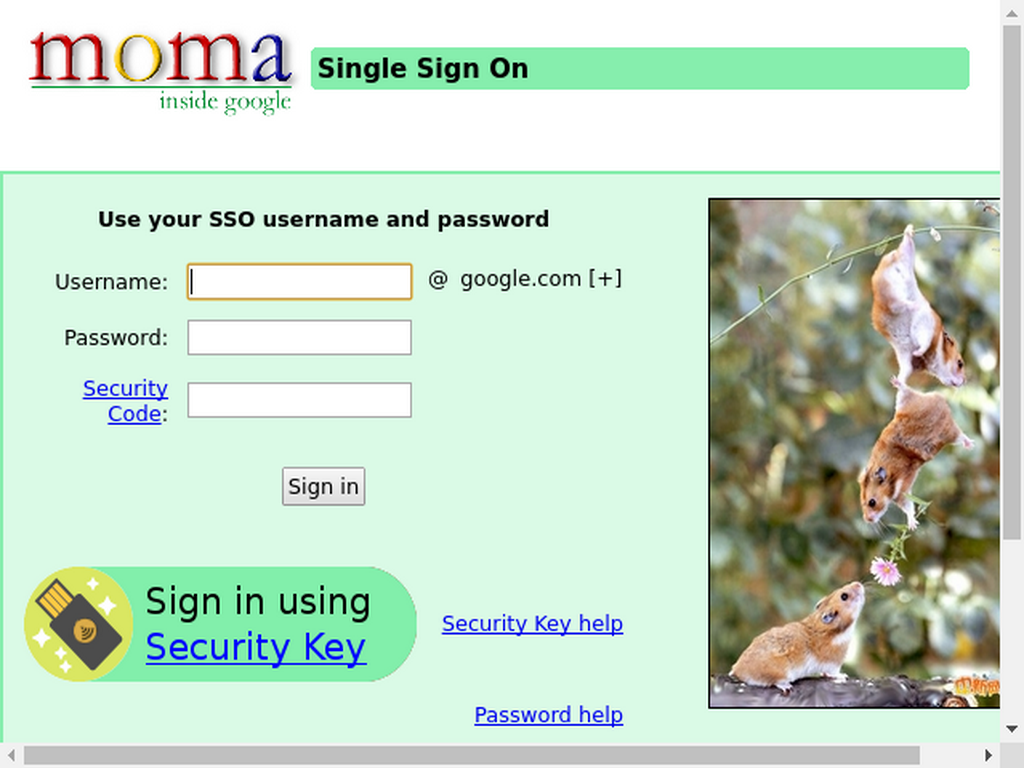 moma
inside google
Single Sign On
Use your SSO username and password
Username:
@ google.com [+]
Password:
Security
Code:
Sign in
Sign in using
Security Key
Security Key help
Password help